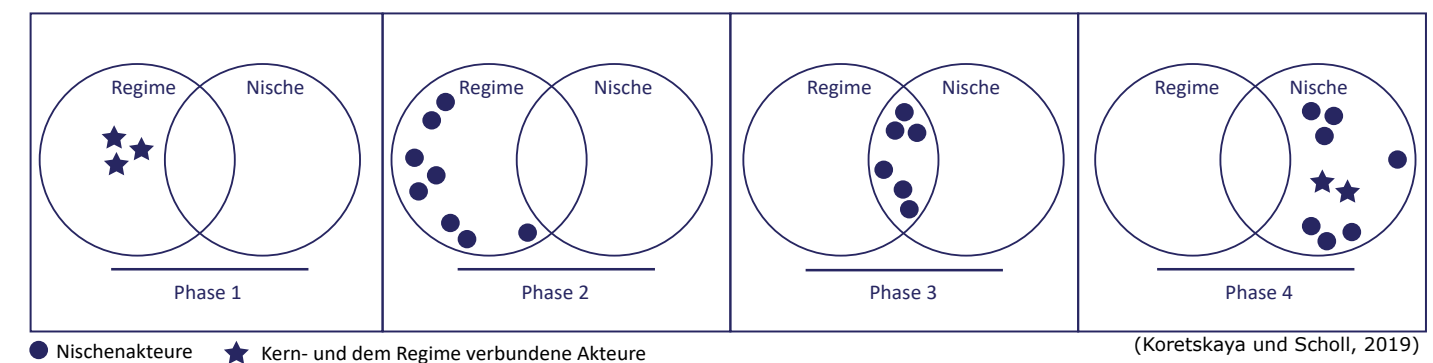 Regime Nische
Regime Nische
Regime Nische
Regime Nische
Phase 1
Phase 2
Phase 3
Phase 4
Nischenakteure
Kern- und dem Regime verbundene Akteure
(Koretskaya und Scholl, 2019)